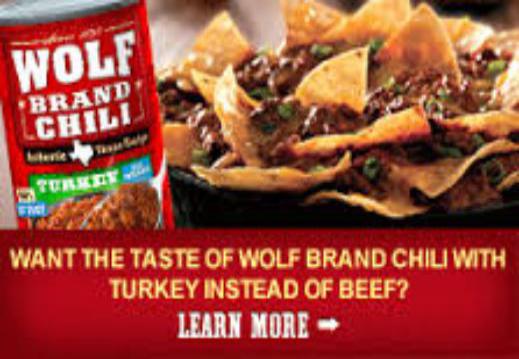 WOLF
BRAND
CHILI
Authentic Texas Recipe
TURKEY
WANT THE TASTE OF WOLF BRAND CHILI WITH
TURKEY INSTEAD OF BEEF?
LEARN MORE